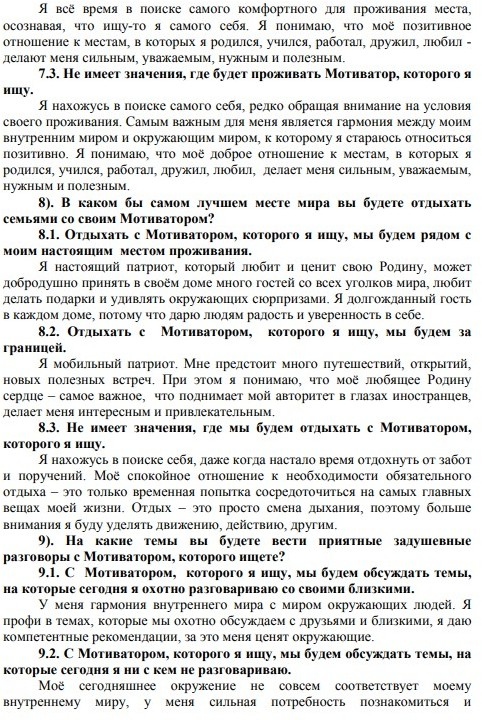 Я всё время в поиске самого комфортного для проживания места,
осознавая, что ищу-то я самого себя. Я понимаю, что моё позитивное
отношение к местам, в которых я родился, учился, работал, дружил, любил -
делают меня сильным, уважаемым, нужным и полезным.
7.3. Не имеет значения, где будет проживать Мотиватор, которого я
ищу.
Я нахожусь в поиске самого себя, редко обращая внимание на условия
своего проживания. Самым важным для меня является гармония между моим
внутренним миром и окружающим миром, к которому я стараюсь относиться
позитивно. Я понимаю, что моё доброе отношение к местам, в которых я
родился, учился, работал, дружил, любил, делает меня сильным, уважаемым,
нужным и полезным.
8). В каком бы самом лучшем месте мира вы будете отдыхать
семьями со своим Мотиватором?
8.1. Отдыхать с Мотиватором, которого я ищу, мы будем рядом с
моим настоящим местом проживания.
Я настоящий патриот, который любит и ценит свою Родину, может
добродушно принять в своём доме много гостей со всех уголков мира, любит
делать подарки и удивлять окружающих сюрпризами. Я долгожданный гость
в каждом доме, потому что дарю людям радость и уверенность в себе.
8.2. Отдыхать с Мотиватором, которого я ищу, мы будем за
границей.
Я мобильный патриот. Мне предстоит много путешествий, открытий,
новых полезных встреч. При этом я понимаю, что моё любящее Родину
сердце – самое важное, что поднимает мой авторитет в глазах иностранцев,
делает меня интересным и привлекательным.
8.3. Не имеет значения, где мы будем отдыхать с Мотиватором,
которого я ищу.
Я нахожусь в поиске себя, даже когда настало время отдохнуть от забот
и поручений. Моё спокойное отношение к необходимости обязательного
отдыха – это только временная попытка сосредоточиться на самых главных
вещах моей жизни. Отдых – это просто смена дыхания, поэтому больше
внимания я буду уделять движению, действию, другим.
9). На какие темы вы будете вести приятные задушевные
разговоры с Мотиватором, которого ищете?
9.1. С Мотиватором, которого я ищу, мы будем обсуждать темы,
на которые сегодня я охотно разговариваю со своими близкими.
У меня гармония внутреннего мира с миром окружающих людей. Я
профи в темах, которые мы охотно обсуждаем с друзьями и близкими, я даю
компетентные рекомендации, за это меня ценят окружающие.
9.2. С Мотиватором, которого я ищу, мы будем обсуждать темы, на
которые сегодня я ни с кем не разговариваю.
Моё сегодняшнее окружение не совсем соответствует моему
внутреннему миру, у меня сильная потребность познакомиться и